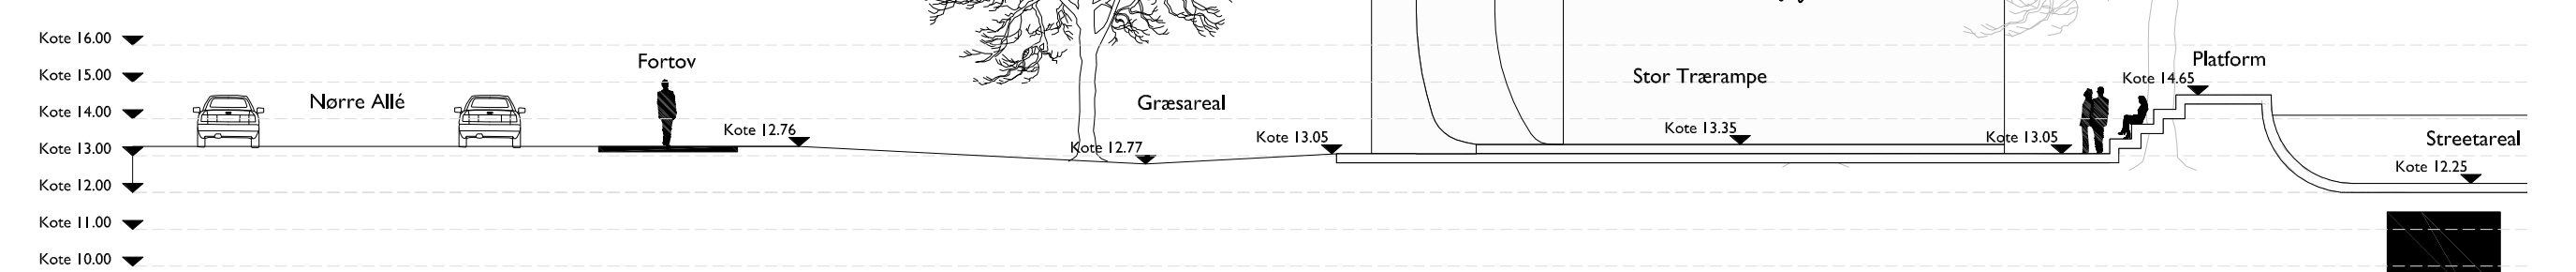 Kote 16.00
Kote 15.00
Kote 14.00
Kote 13.00
Kote 12.00
Kote 11.00
Kote 10.00
Nørre Allé
Fortov
Kote 12.76
Kote 12.77
Græsareal
Kote 13.05
Stor Trærampe
Kote 13.35
Kote 13.05
Kote 14.65
Platform
Streetareal
Kote 12.25